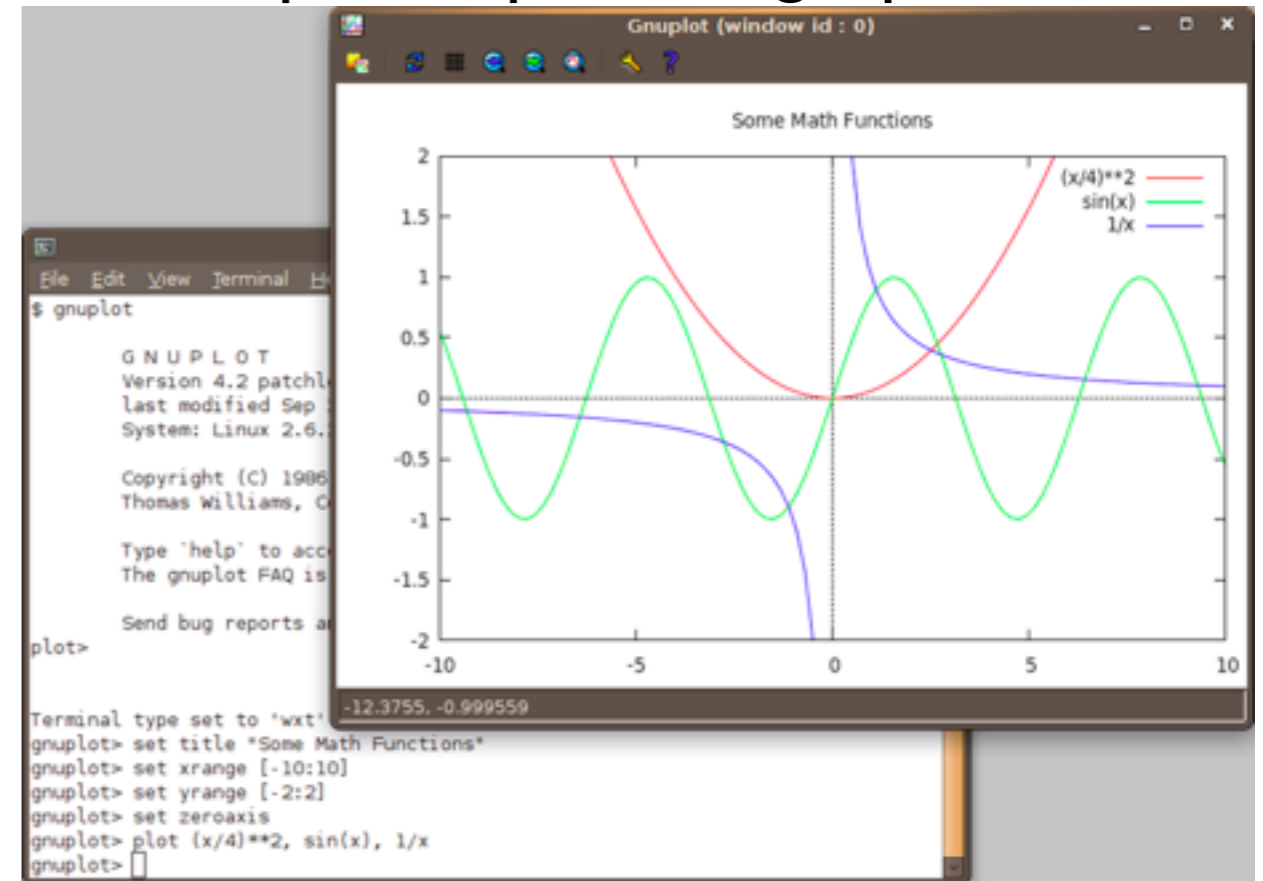 Gnuplot (window id : 0)
Some Math Functions
(x/4)**2
sin(x)
1/x
2
1.5
1
0.5
0
-0.5
-1
-1.5
-2
-10 -5 0 5 10
-12.3755, -0.999559
File Edit View Terminal
$ gnuplot
G N U P L O T
Version 4.2
last modified Sep
System: Linux 2.6.
Copyright (C) 1986
Thomas Williams,
Type `help` to
The gnuplot FAQ is
Send bug reports
plot>
Terminal type set to 'wxt'
gnuplot> set title "Some Math Functions"
gnuplot> set xrange [-10:10]
gnuplot> set yrange [-2:2]
gnuplot> set zeroaxis
gnuplot> plot (x/4)**2, sin(x), 1/x
gnuplot>